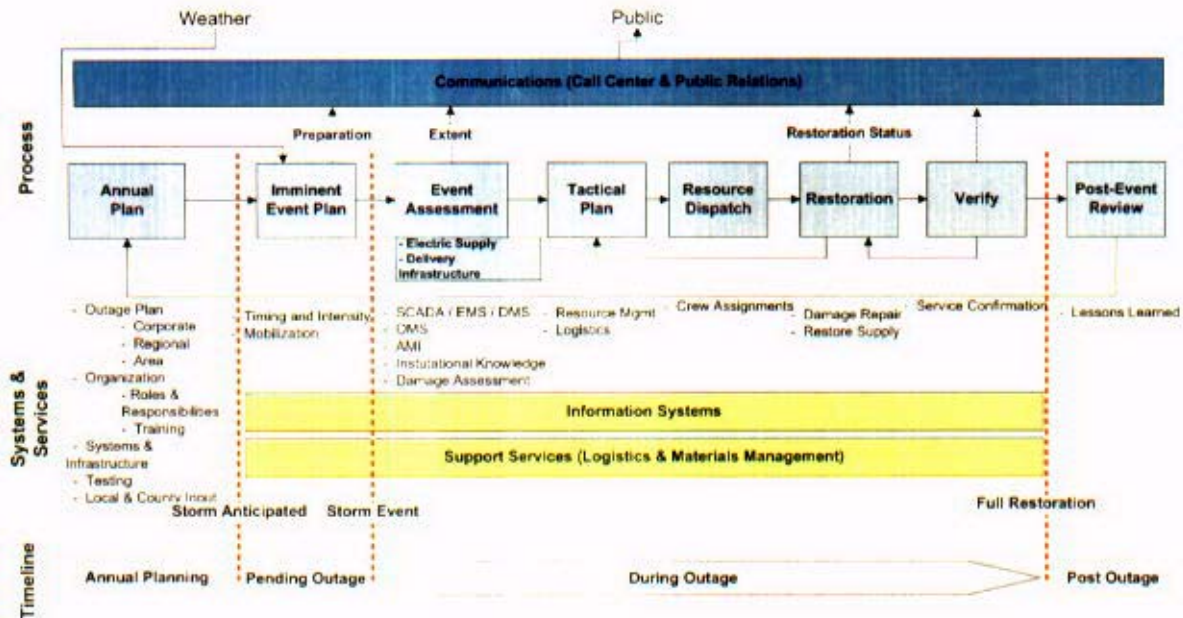 Weather
Public
Communications (Call Center & Public Relations)
Process
Preparation
Extent
Restoration Status
Annual
Plan
Imminent
Event Plan
Event
Assessment
Tactical
Plan
Resource
Dispatch
Restoration
Verify
Post-Event
Review
- Electric Supply
- Delivery
Infrastructure
- Outage Plan
- Corporate
- Regional
- Area
- Organization
- Roles &
Responsibilities
- Training
- Systems &
Infrastructure
- Testing
- Local & County Input
Timing and Intensity
Mobilization
- SCADA / EMS / DMS
- OMS
- AMI
- Instutational Knowledge
- Damage Assessment
- Resource Mgmt
- Logistics
- Crew Assignments
- Damage Repair
- Restore Supply
- Service Confirmation
- Lessons Learned
Systems &
Services
Information Systems
Support Services (Logistics & Materials Management)
Storm Anticipated
Storm Event
Full Restoration
Timeline
Annual Planning
Pending Outage
During Outage
Post Outage